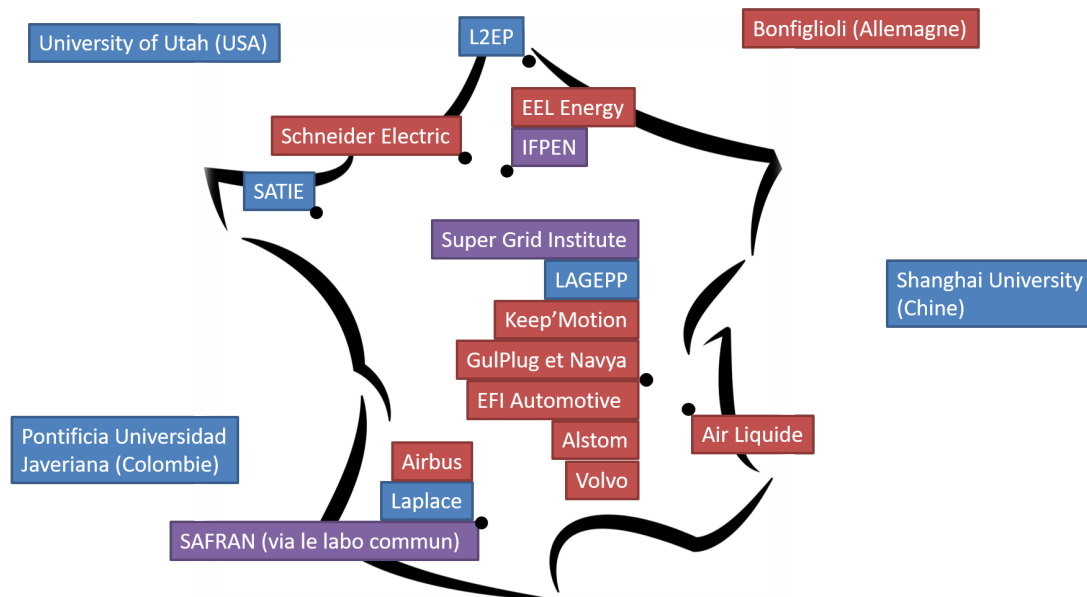 University of Utah (USA)
L2EP
Bonfiglioli (Allemagne)
EEL Energy
Schneider Electric
IFPEN
SATIE
Super Grid Institute
LAGEPP
Shanghai University
(Chine)
Keep’Motion
GulPlug et Navya
EFI Automotive
Pontificia Universidad
Javeriana (Colombie)
Alstom
Air Liquide
Airbus
Volvo
Laplace
SAFRAN (via le labo commun)